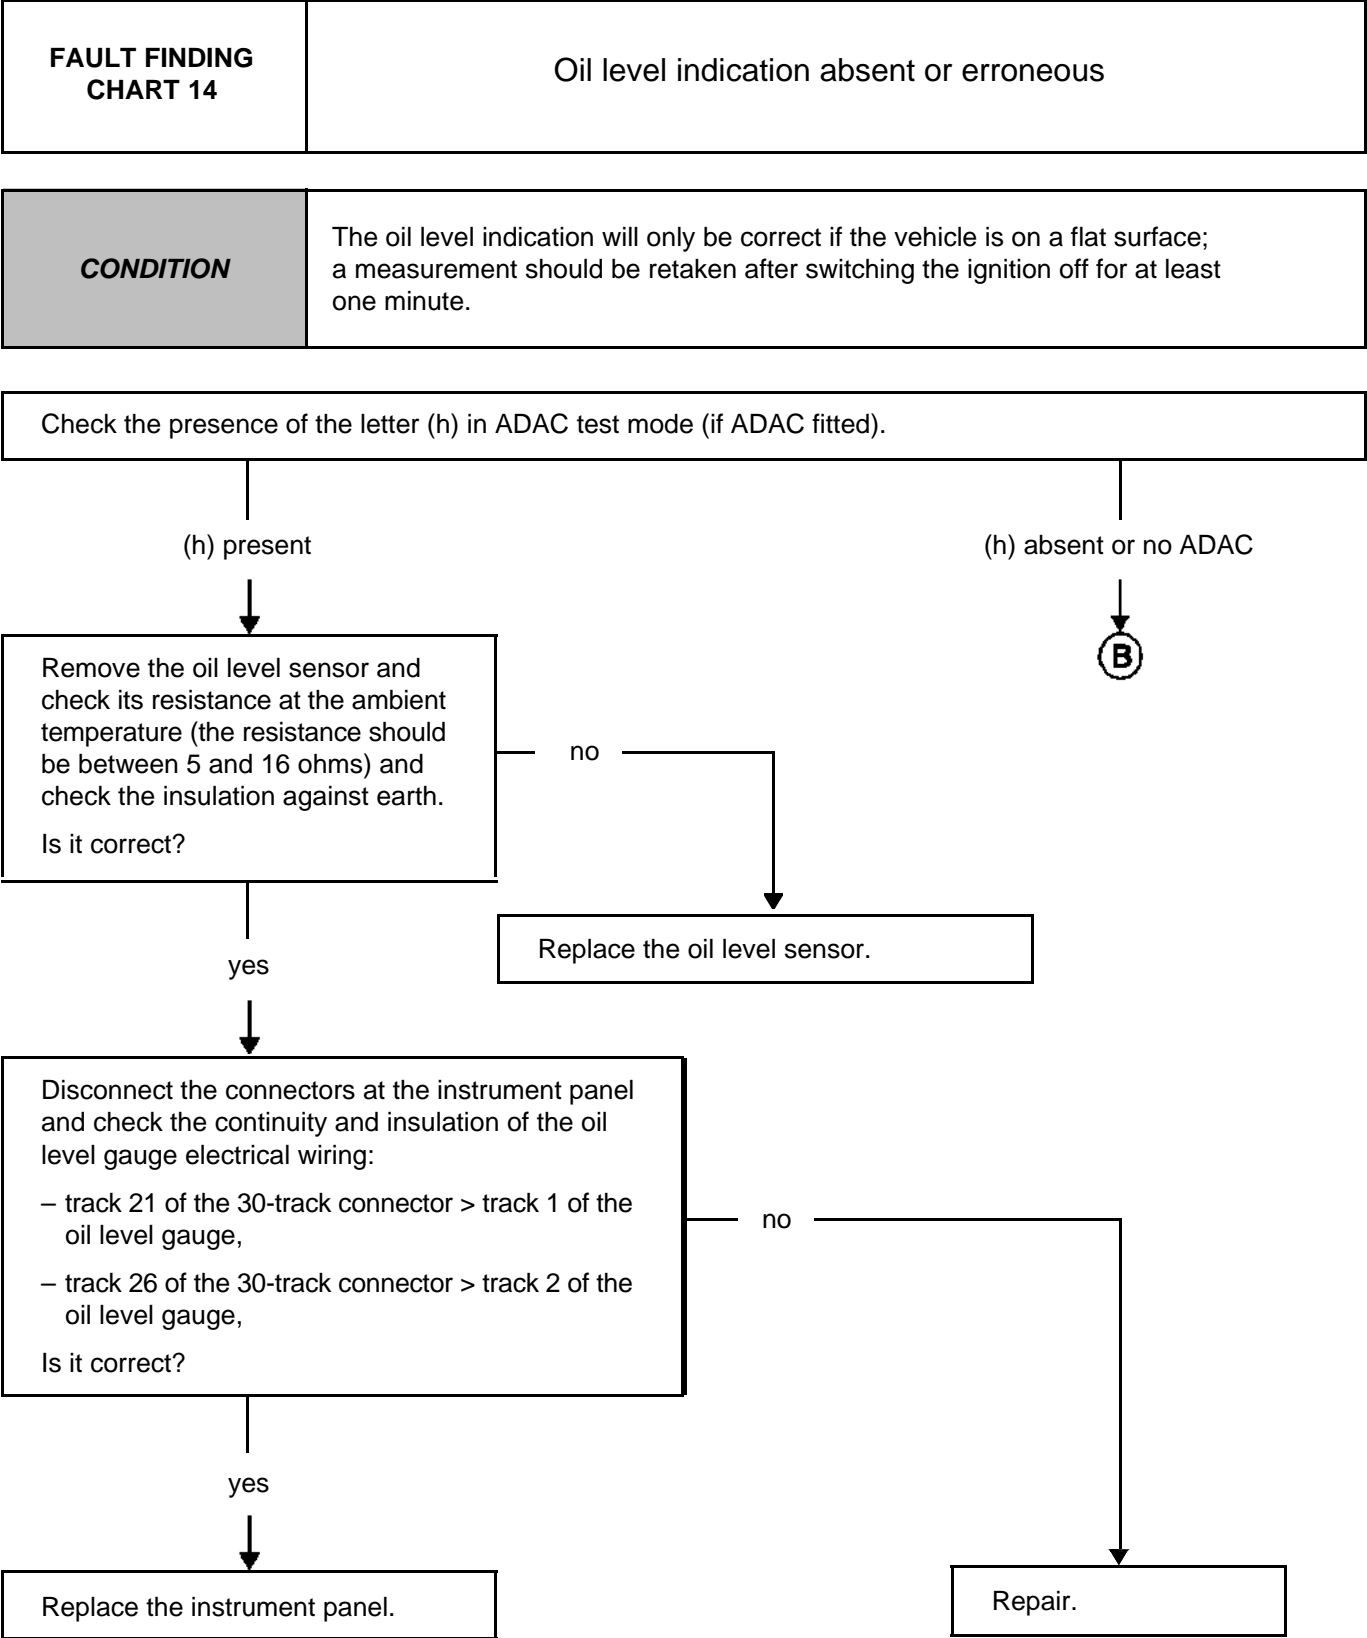 FAULT FINDING
CHART 14
Oil level indication absent or erroneous
CONDITION
The oil level indication will only be correct if the vehicle is on a flat surface;
a measurement should be retaken after switching the ignition off for at least
one minute.
Check the presence of the letter (h) in ADAC test mode (if ADAC fitted).
(h) present
(h) absent or no ADAC
B
Remove the oil level sensor and
check its resistance at the ambient
temperature (the resistance should
be between 5 and 16 ohms) and
check the insulation against earth.
Is it correct?
no
Replace the oil level sensor.
yes
Disconnect the connectors at the instrument panel
and check the continuity and insulation of the oil
level gauge electrical wiring:
– track 21 of the 30-track connector > track 1 of the
oil level gauge,
– track 26 of the 30-track connector > track 2 of the
oil level gauge,
Is it correct?
no
yes
Replace the instrument panel.
Repair.